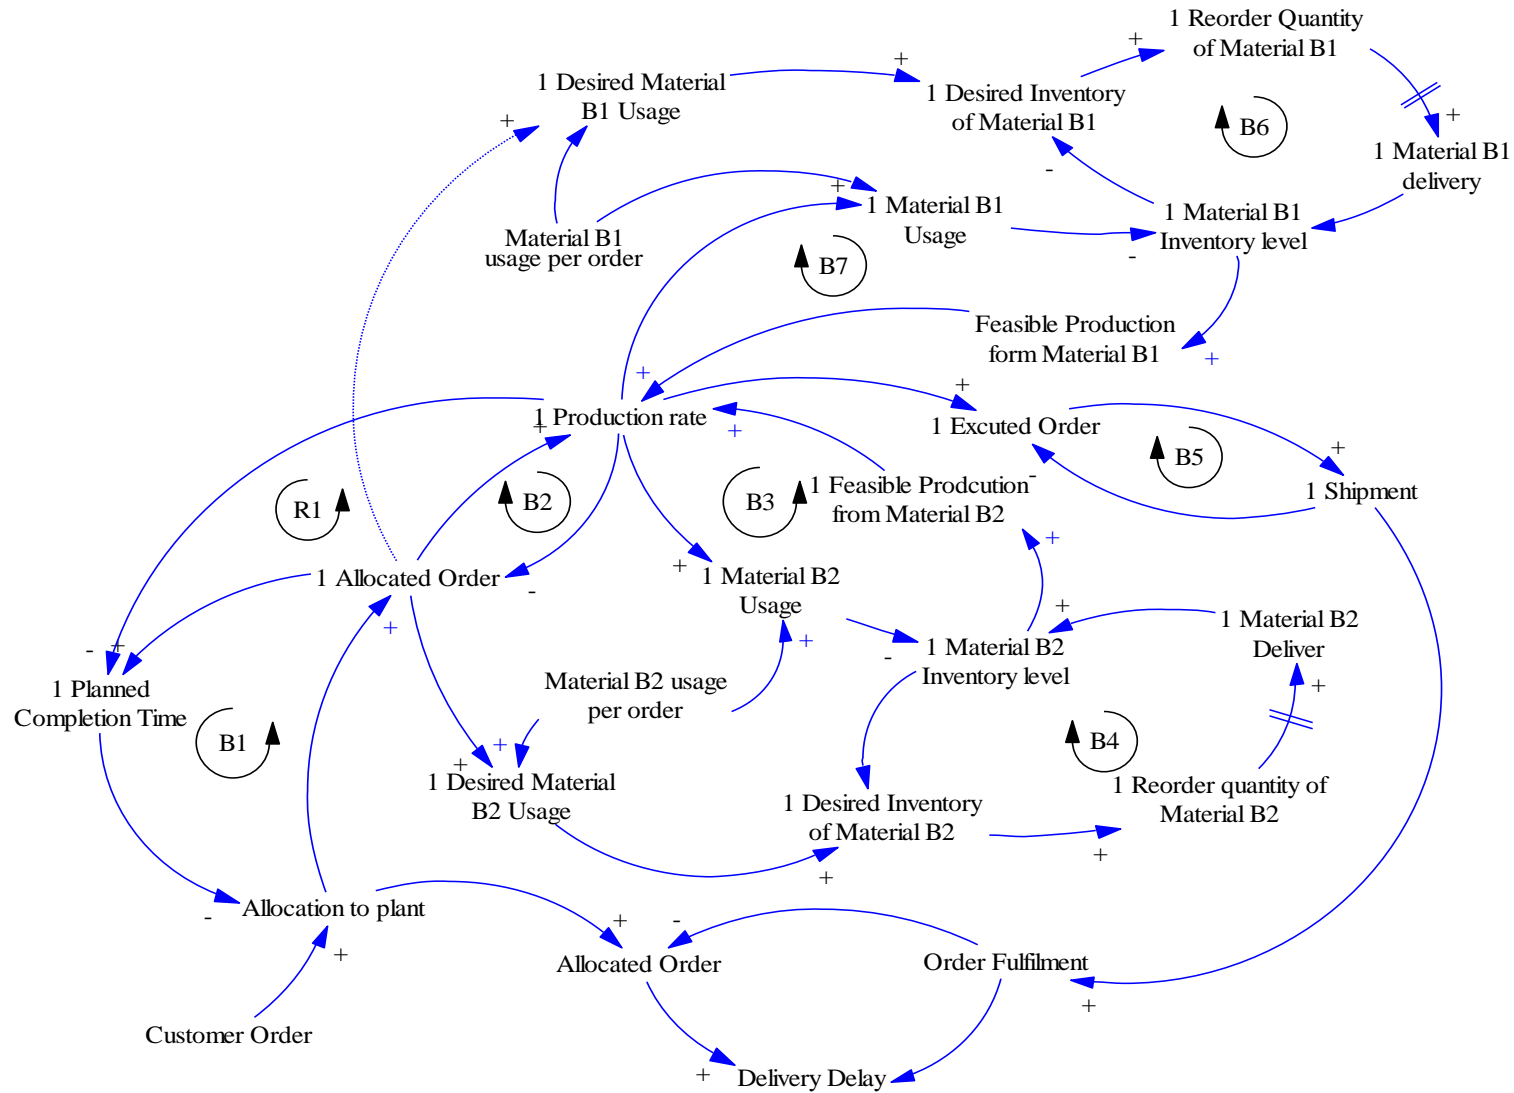 1 Reorder Quantity
of Material B1
+
+
1 Desired Material
B1 Usage
1 Desired Inventory
of Material B1
+
B6
+
1 Material B1
delivery
-
+
1 Material B1
Usage
1 Material B1
Inventory level
Material B1
usage per order
-
B7
Feasible Production
form Material B1
+
+
+
1 Production rate
+
+
1 Excuted Order
B5
+
1 Shipment
-
R1
B2
B3
1 Feasible Prodcution
from Material B2
+
1 Allocated Order
-
+
1 Material B2
Usage
+
1 Material B2
Deliver
+
+
-
1 Material B2
Inventory level
- +
1 Planned
Completion Time
Material B2 usage
per order
+
B1
B4
+
+
1 Desired Material
B2 Usage
1 Desired Inventory
of Material B2
1 Reorder quantity of
Material B2
+
+
-
Allocation to plant
+
+
-
Allocated Order
Order Fulfilment
+
Customer Order
+
Delivery Delay